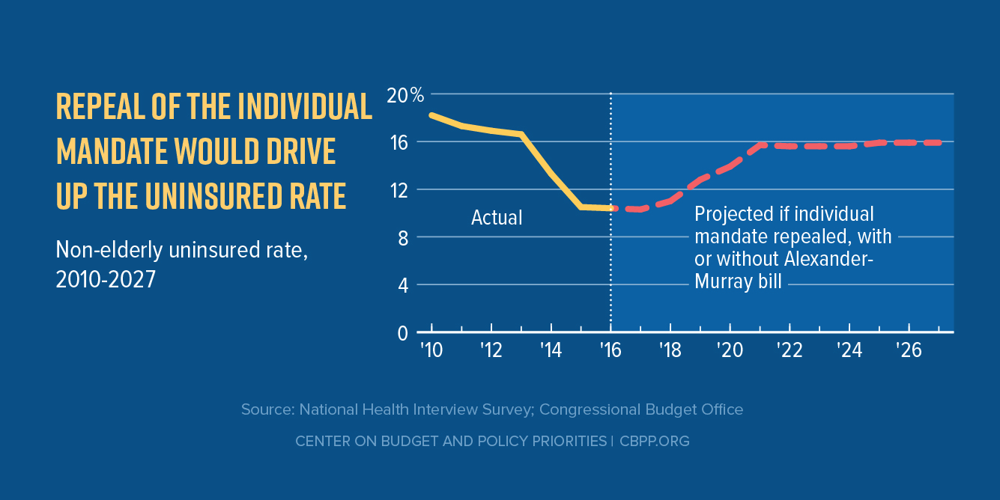 REPEAL OF THE INDIVIDUAL
MANDATE WOULD DRIVE
UP THE UNINSURED RATE
Non-elderly uninsured rate,
2010-2027
20%
16
12
8
4
0
Actual
Projected if individual
mandate repealed, with
or without Alexander-
Murray bill
'10 '12 '14 '16 '18 '20 '22 '24 '26
Source: National Health Interview Survey; Congressional Budget Office
CENTER ON BUDGET AND POLICY PRIORITIES | CBPP.ORG